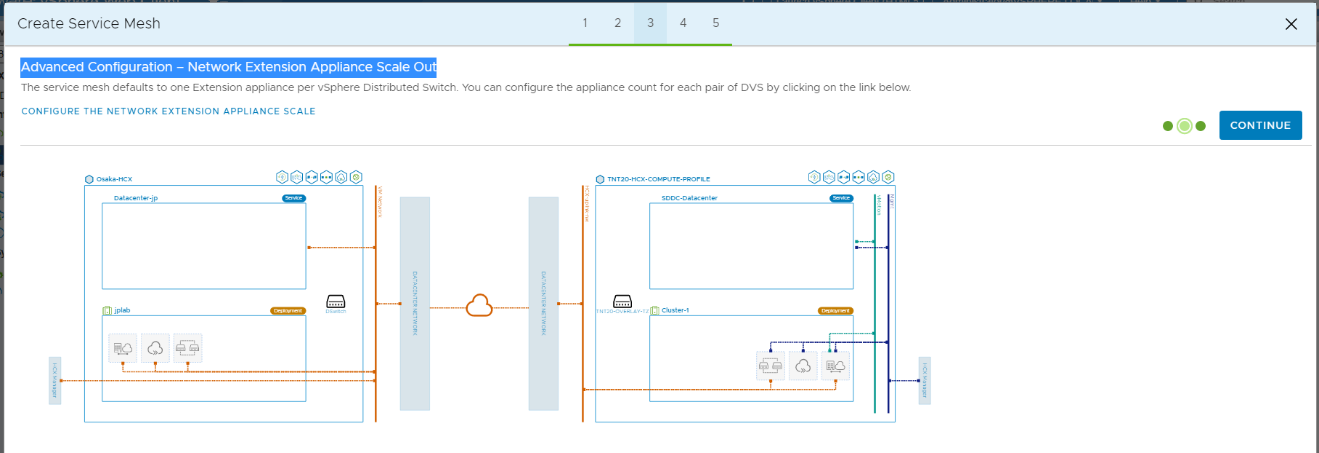 Create Service Mesh
1 2 3 4 5
Advanced Configuration – Network Extension Appliance Scale Out
The service mesh defaults to one Extension appliance per vSphere Distributed Switch. You can configure the appliance count for each pair of DVS by clicking on the link below.
CONFIGURE THE NETWORK EXTENSION APPLIANCE SCALE
CONTINUE
Osaka-HCX
Datacenter-jp
Service
jplab
Deployment
DSwitch
HCX Manager
VM Network
DATACENTER NETWORK
DATACENTER NETWORK
TNT20-HCX-COMPUTE-PROFILE
SDDC-Datacenter
Service
TNT20-OVERLAY-TZ
Cluster-1
Deployment
HCX Manager